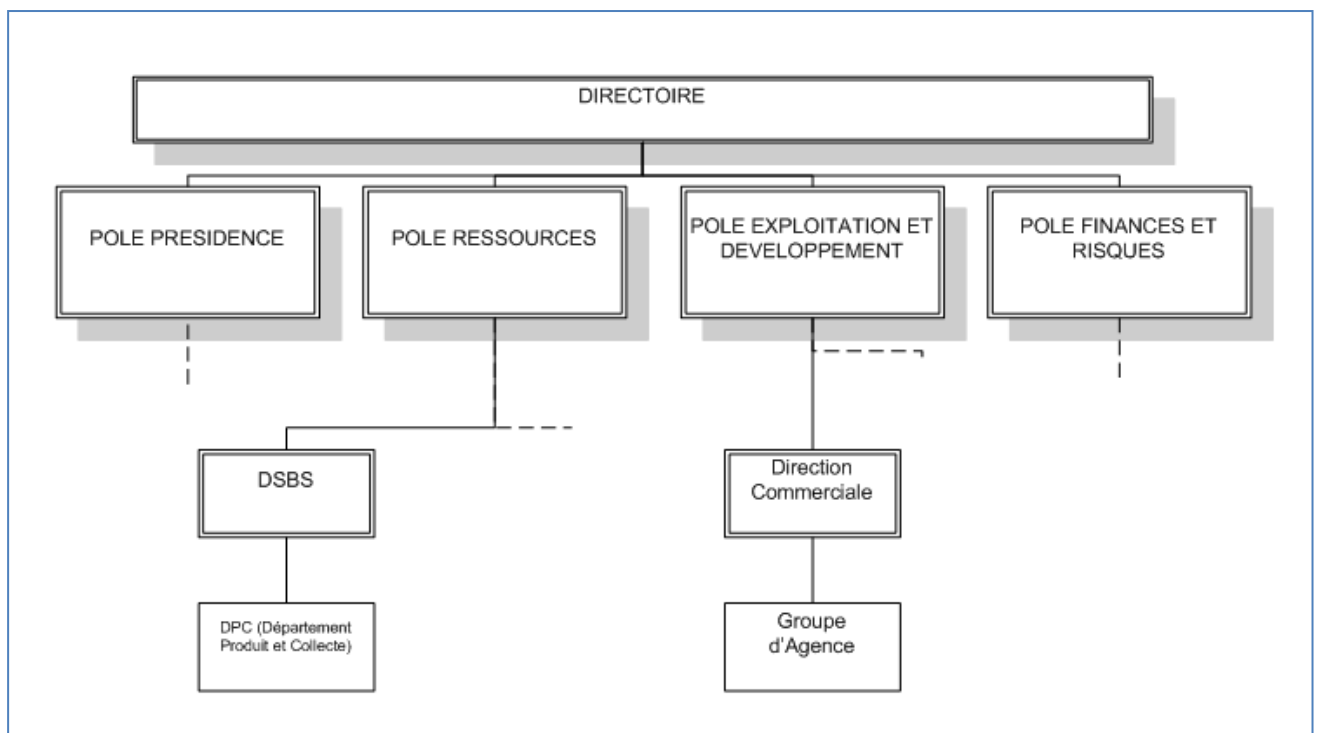 DIRECTOIRE
POLE PRESIDENCE
POLE RESSOURCES
POLE EXPLOITATION ET
DEVELOPPEMENT
POLE FINANCES ET
RISQUES
DSBS
Direction
Commerciale
DPC (Département
Produit et Collecte)
Groupe
d'Agence